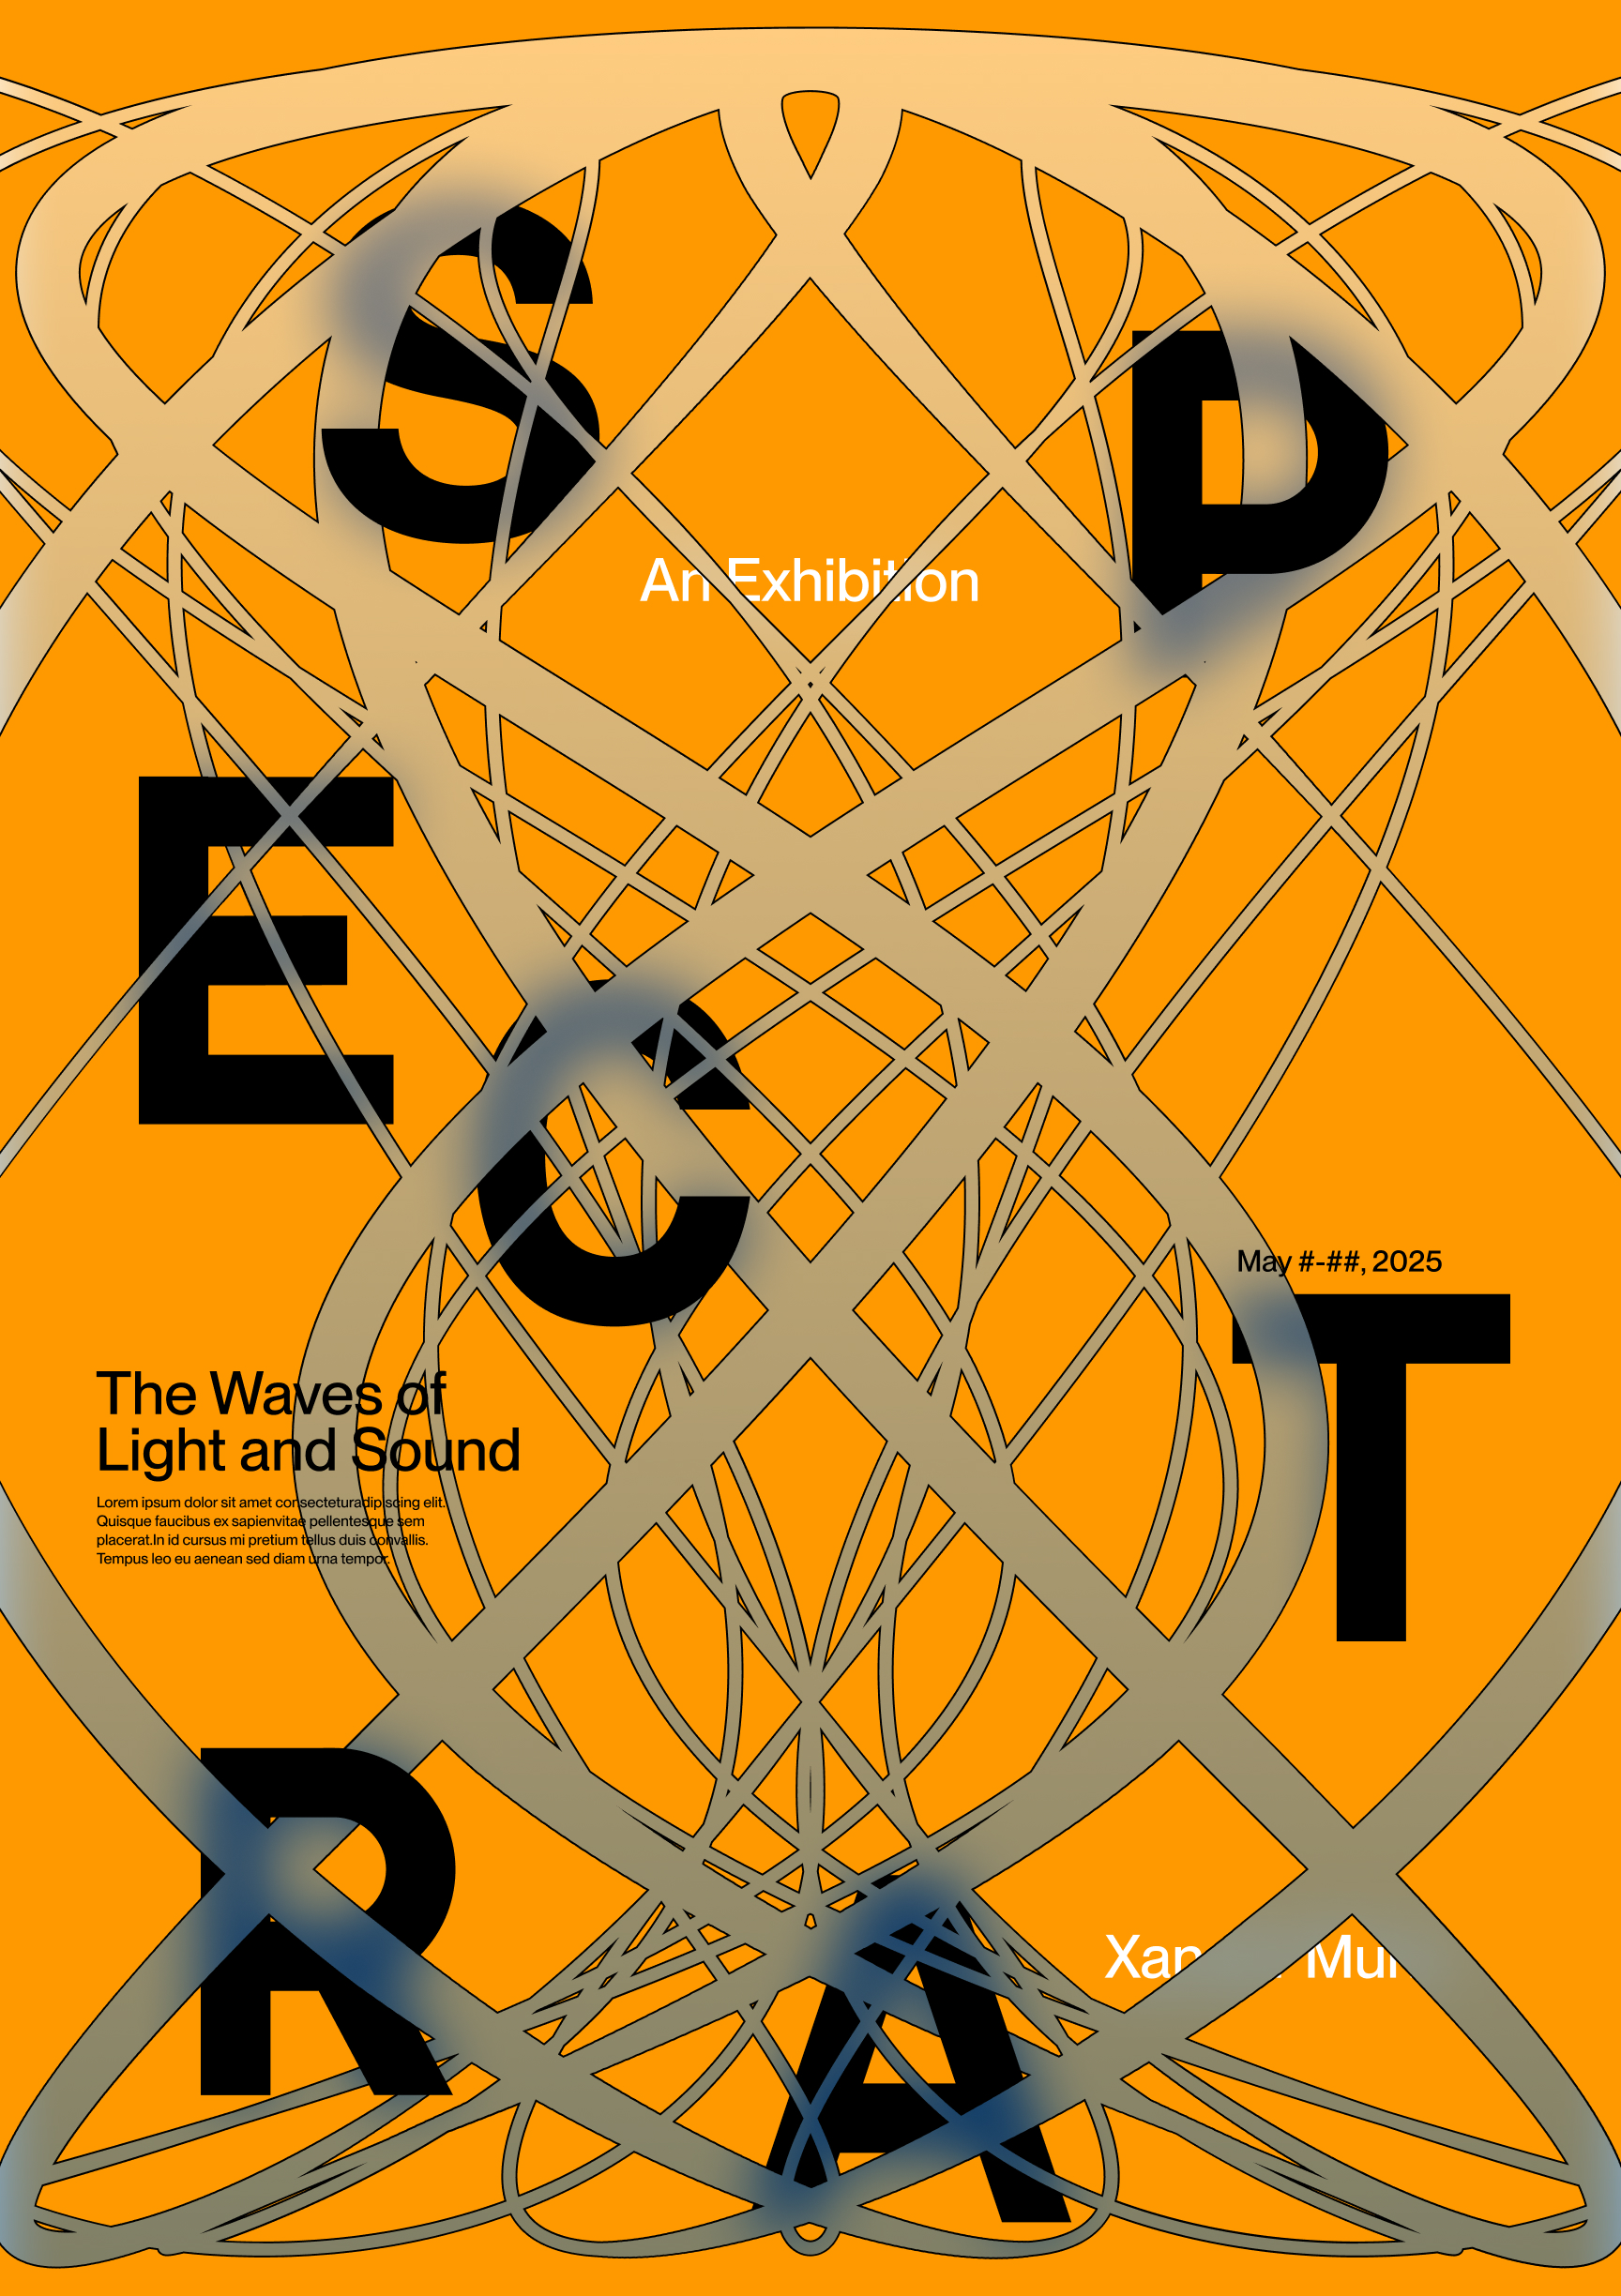 S P
An Exhibition
E
C
May #-##, 2025
T
The Waves of
Light and Sound
Lorem ipsum dolor sit amet consecteturadipiscing elit.
Quisque faucibus ex sapienvitae pellentesque sem
placerat.In id cursus mi pretium tellus duis convallis.
Tempus leo eu aenean sed diam urna tempor.
R
A